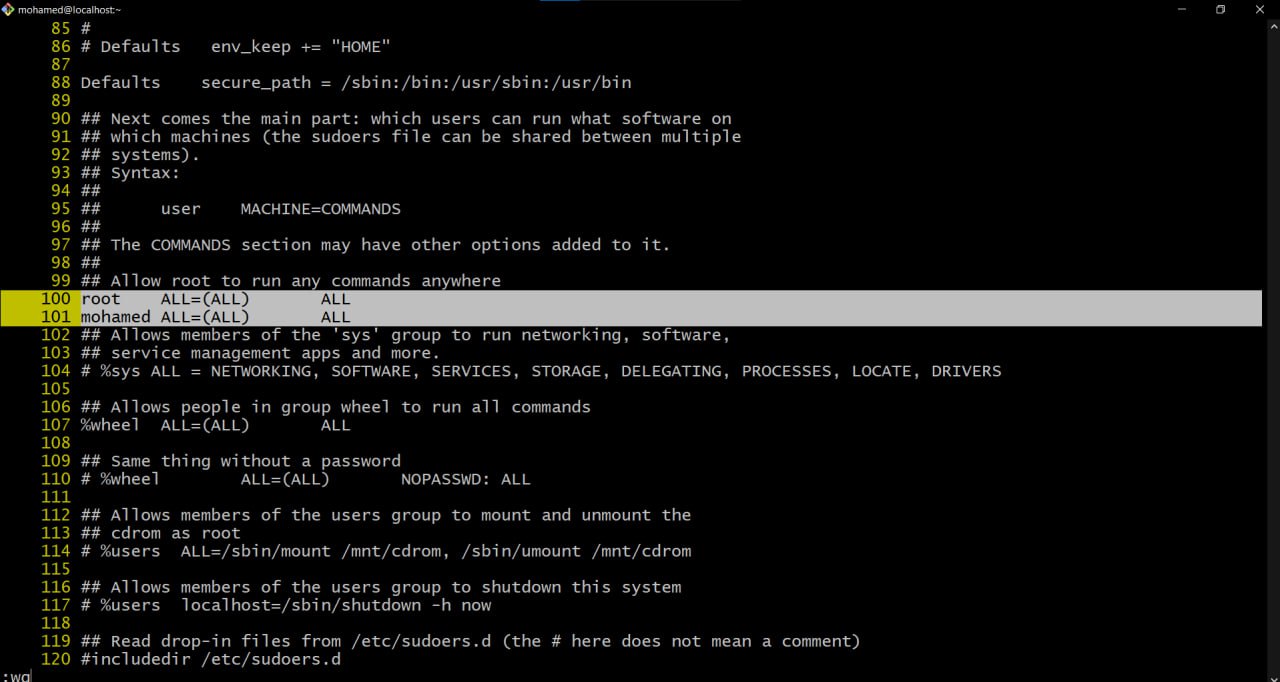 mohamed@localhost:~
85 #
86 # Defaults   env_keep += "HOME"
87
88 Defaults    secure_path = /sbin:/bin:/usr/sbin:/usr/bin
89
90 ## Next comes the main part: which users can run what software on
91 ## which machines (the sudoers file can be shared between multiple
92 ## systems).
93 ## Syntax:
94 ##
95 ##      user    MACHINE=COMMANDS
96 ##
97 ## The COMMANDS section may have other options added to it.
98 ##
99 ## Allow root to run any commands anywhere
100 root    ALL=(ALL)       ALL
101 mohamed ALL=(ALL)       ALL
102 ## Allows members of the 'sys' group to run networking, software,
103 ## service management apps and more.
104 # %sys ALL = NETWORKING, SOFTWARE, SERVICES, STORAGE, DELEGATING, PROCESSES, LOCATE, DRIVERS
105
106 ## Allows people in group wheel to run all commands
107 %wheel  ALL=(ALL)       ALL
108
109 ## Same thing without a password
110 # %wheel        ALL=(ALL)       NOPASSWD: ALL
111
112 ## Allows members of the users group to mount and unmount the
113 ## cdrom as root
114 # %users  ALL=/sbin/mount /mnt/cdrom, /sbin/umount /mnt/cdrom
115
116 ## Allows members of the users group to shutdown this system
117 # %users  localhost=/sbin/shutdown -h now
118
119 ## Read drop-in files from /etc/sudoers.d (the # here does not mean a comment)
120 #includedir /etc/sudoers.d
:wq